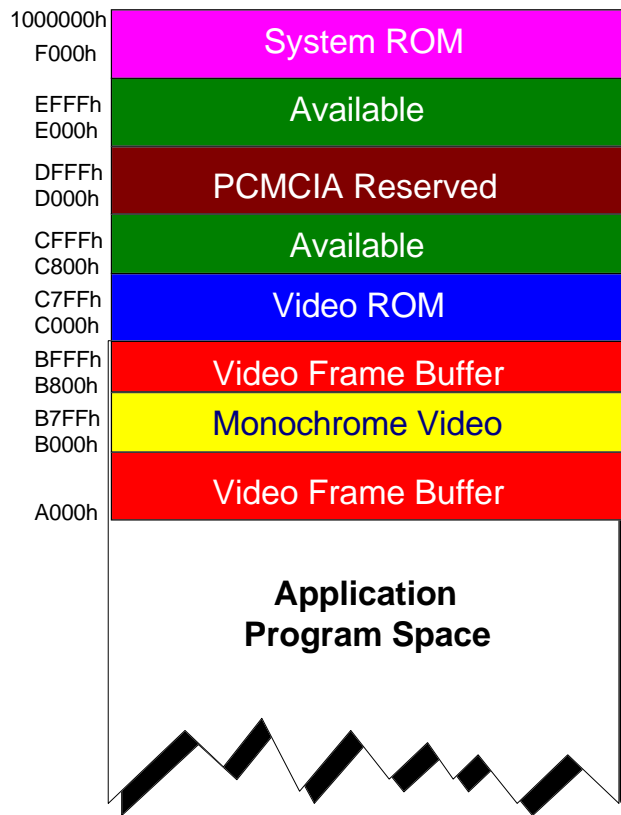 1000000h
F000h
System ROM
EFFFh
E000h
Available
DFFFh
D000h
PCMCIA Reserved
CFFFh
C800h
Available
C7FFh
C000h
Video ROM
BFFFh
B800h
Video Frame Buffer
B7FFh
B000h
Monochrome Video
A000h
Video Frame Buffer
Application
Program Space